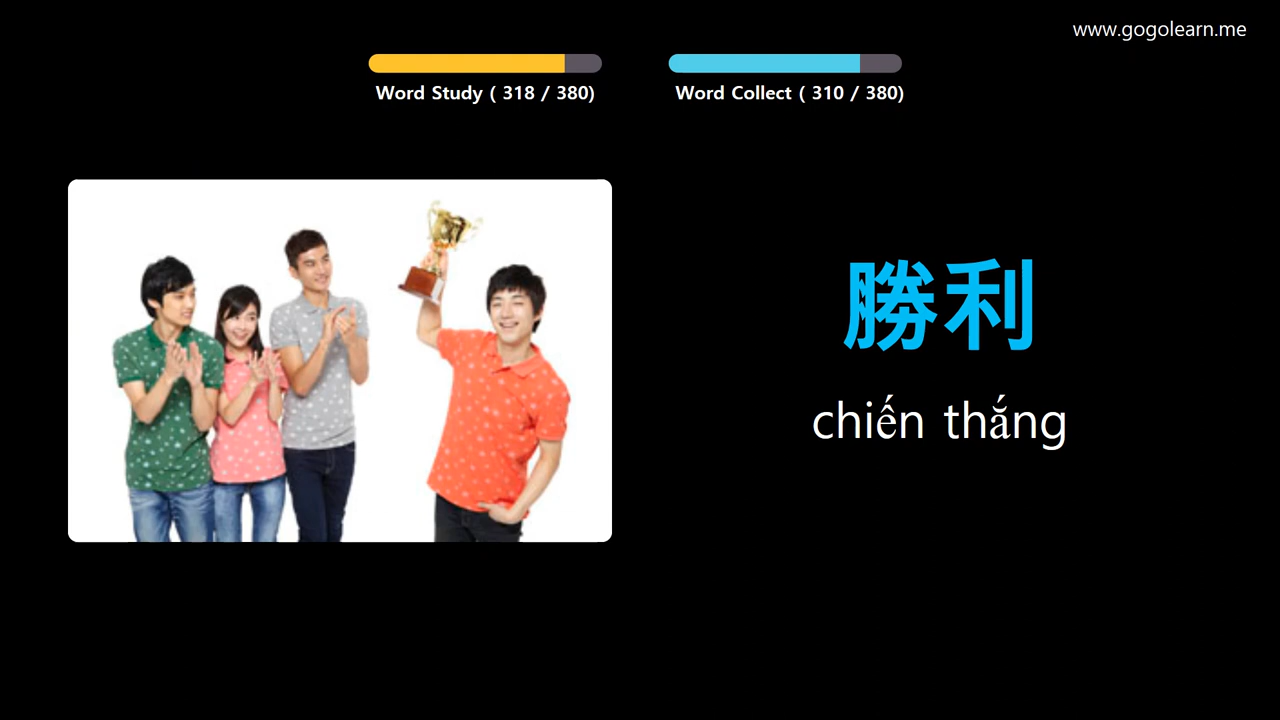 www.gogolearn.me
Word Study ( 318 / 380)
Word Collect ( 310 / 380)
勝利
chiến thắng